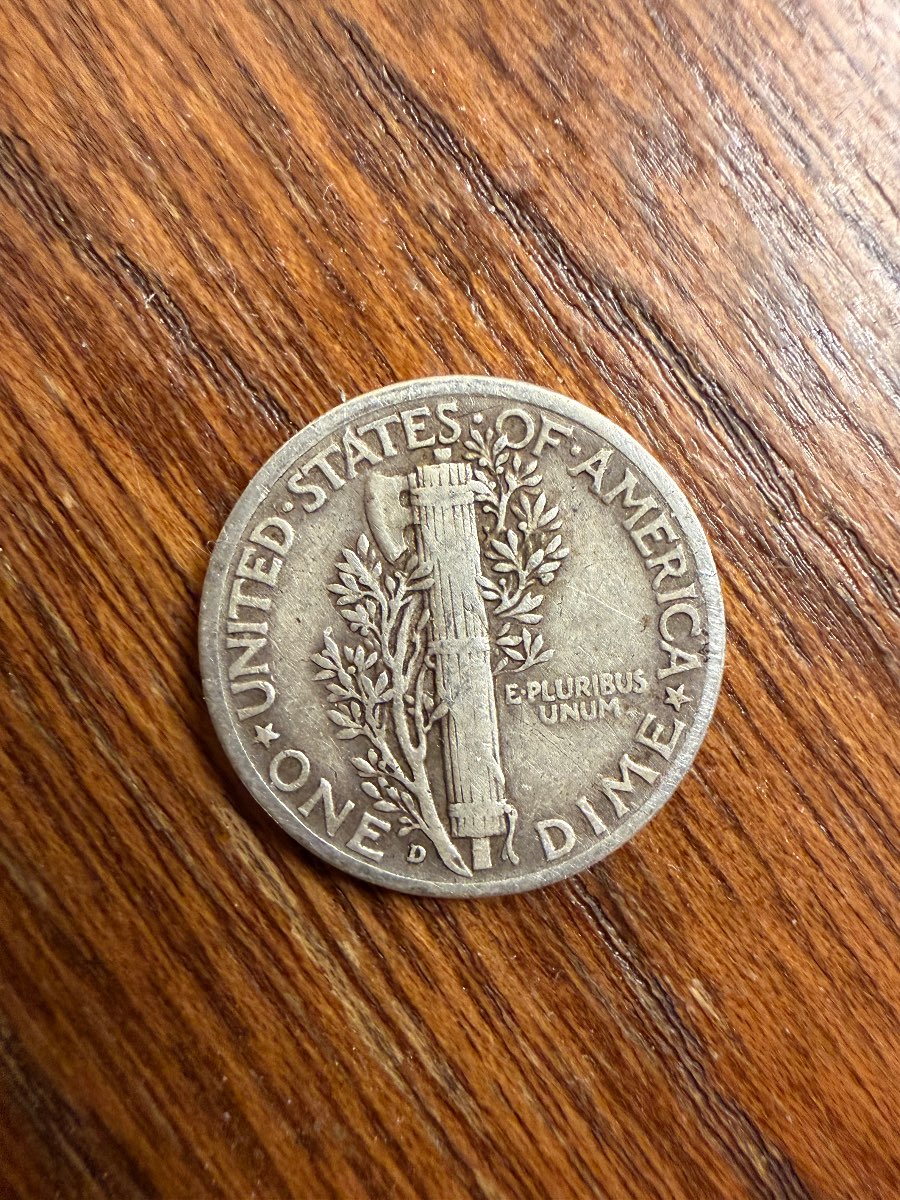 UNITED·STATES·OF·AMERICA
E·PLURIBUS
UNUM
★ONE
D
DIME★